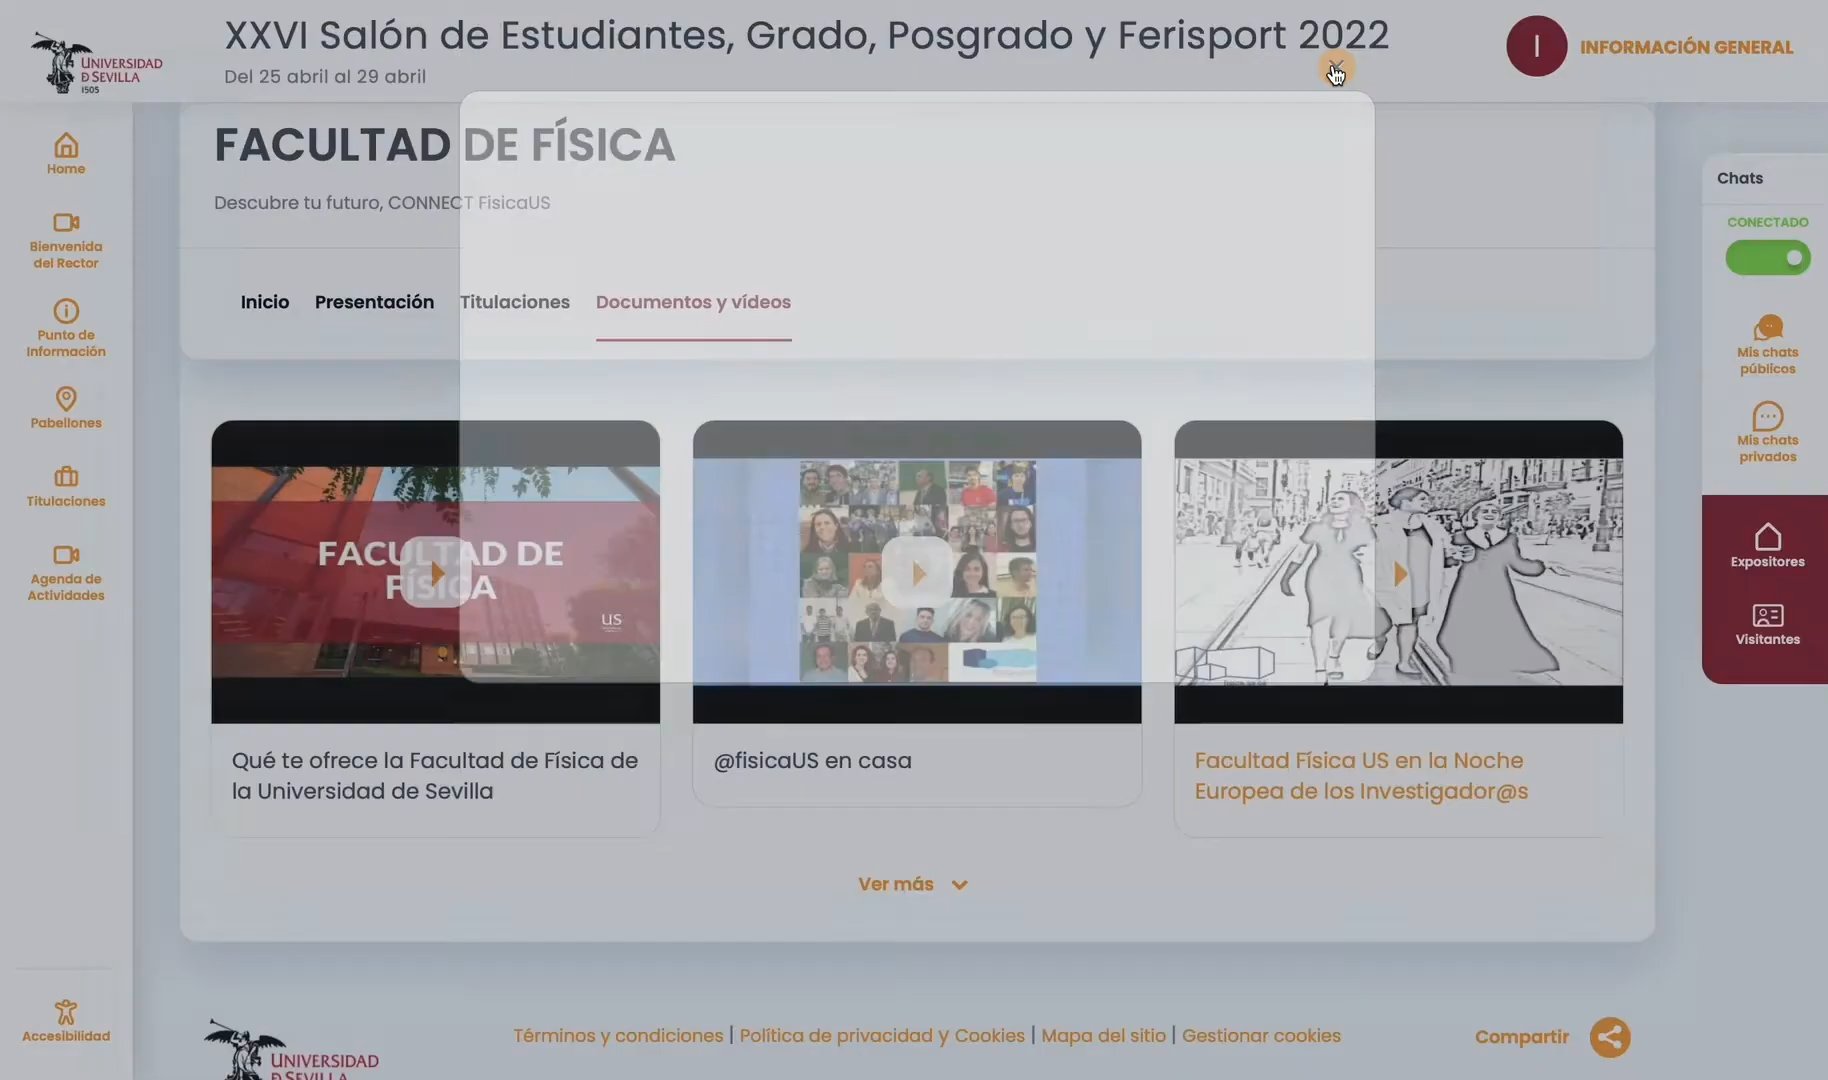 XXVI Salón de Estudiantes, Grado, Posgrado y Ferisport 2022
Del 25 abril al 29 abril
UNIVERSIDAD
D SEVILLA
1505
I
INFORMACIÓN GENERAL
Home
Bienvenida
del Rector
Punto de
Información
Pabellones
Titulaciones
Agenda de
Actividades
Accesibilidad
FACULTAD DE FÍSICA
Descubre tu futuro, CONNECT FisicaUS
Inicio
Presentación
Titulaciones
Documentos y vídeos
FACULTAD DE
FÍSICA
US
Qué te ofrece la Facultad de Física de
la Universidad de Sevilla
@fisicaUS en casa
Facultad Física US en la Noche
Europea de los Investigador@s
Ver más
Chats
CONECTADO
Mis chats
públicos
Mis chats
privados
Expositores
Visitantes
UNIVERSIDAD
D SEVILLA
Términos y condiciones | Política de privacidad y Cookies | Mapa del sitio | Gestionar cookies
Compartir